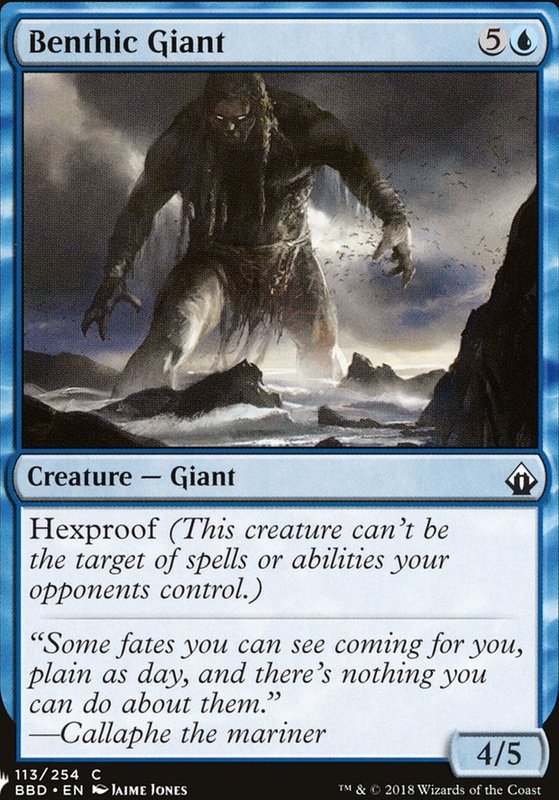 Benthic Giant 5
Creature — Giant
Hexproof (This creature can't be
the target of spells or abilities your
opponents control.)
“Some fates you can see coming for you,
plain as day, and there's nothing you
can do about them.”
—Callaphe the mariner
4/5
113/254 C
BBD • EN Jaime Jones
™ & © 2018 Wizards of the Coast